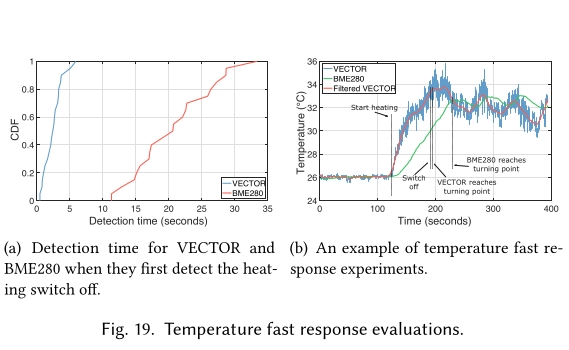 1
0.8
0.6
0.4
0.2
0
CDF
0 5 10 15 20 25 30 35
Detection time (seconds)
VECTOR
BME280
36
34
32
30
28
26
24
Temperature (°C)
0 100 200 300 400
Time (seconds)
VECTOR
BME280
Filtered VECTOR
Start heating
Switch
off
VECTOR reaches
turning point
BME280 reaches
turning point
(a) Detection time for VECTOR and
BME280 when they first detect the heat-
ing switch off.
(b) An example of temperature fast re-
sponse experiments.
Fig. 19. Temperature fast response evaluations.